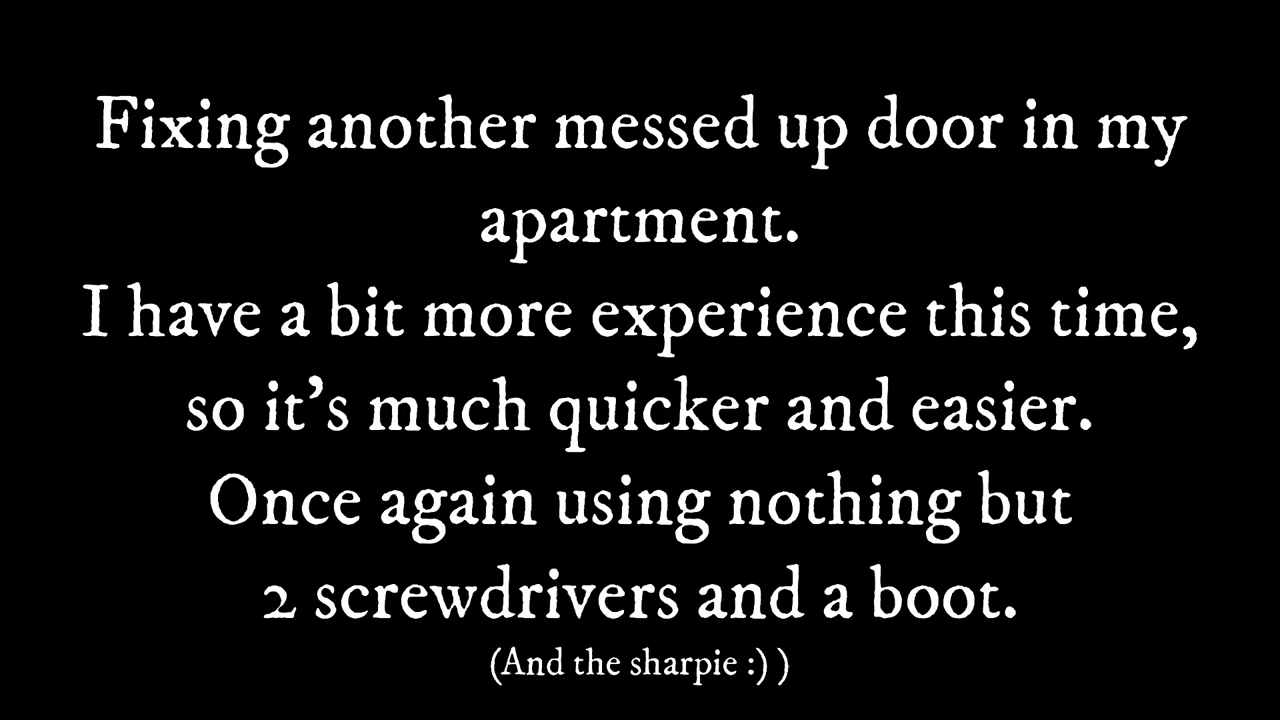 Fixing another messed up door in my
apartment.
I have a bit more experience this time,
so it’s much quicker and easier.
Once again using nothing but
2 screwdrivers and a boot.
(And the sharpie :) )